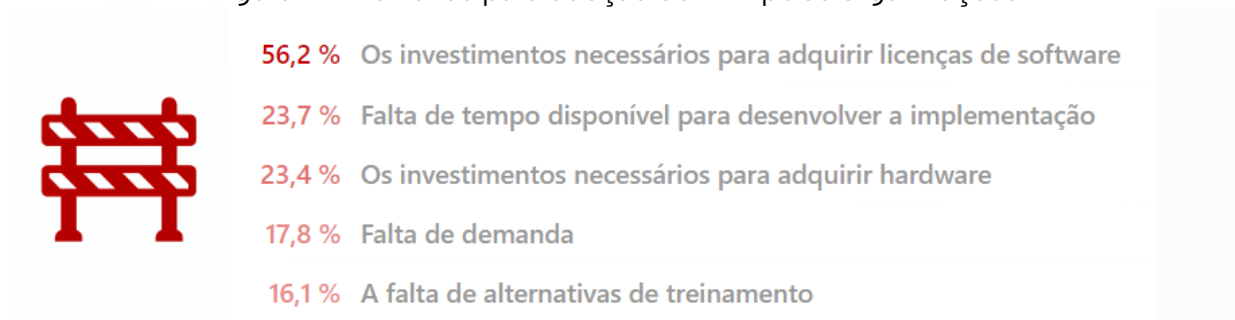 56,2 % Os investimentos necessários para adquirir licenças de software
23,7 % Falta de tempo disponível para desenvolver a implementação
23,4 % Os investimentos necessários para adquirir hardware
17,8 % Falta de demanda
16,1 % A falta de alternativas de treinamento